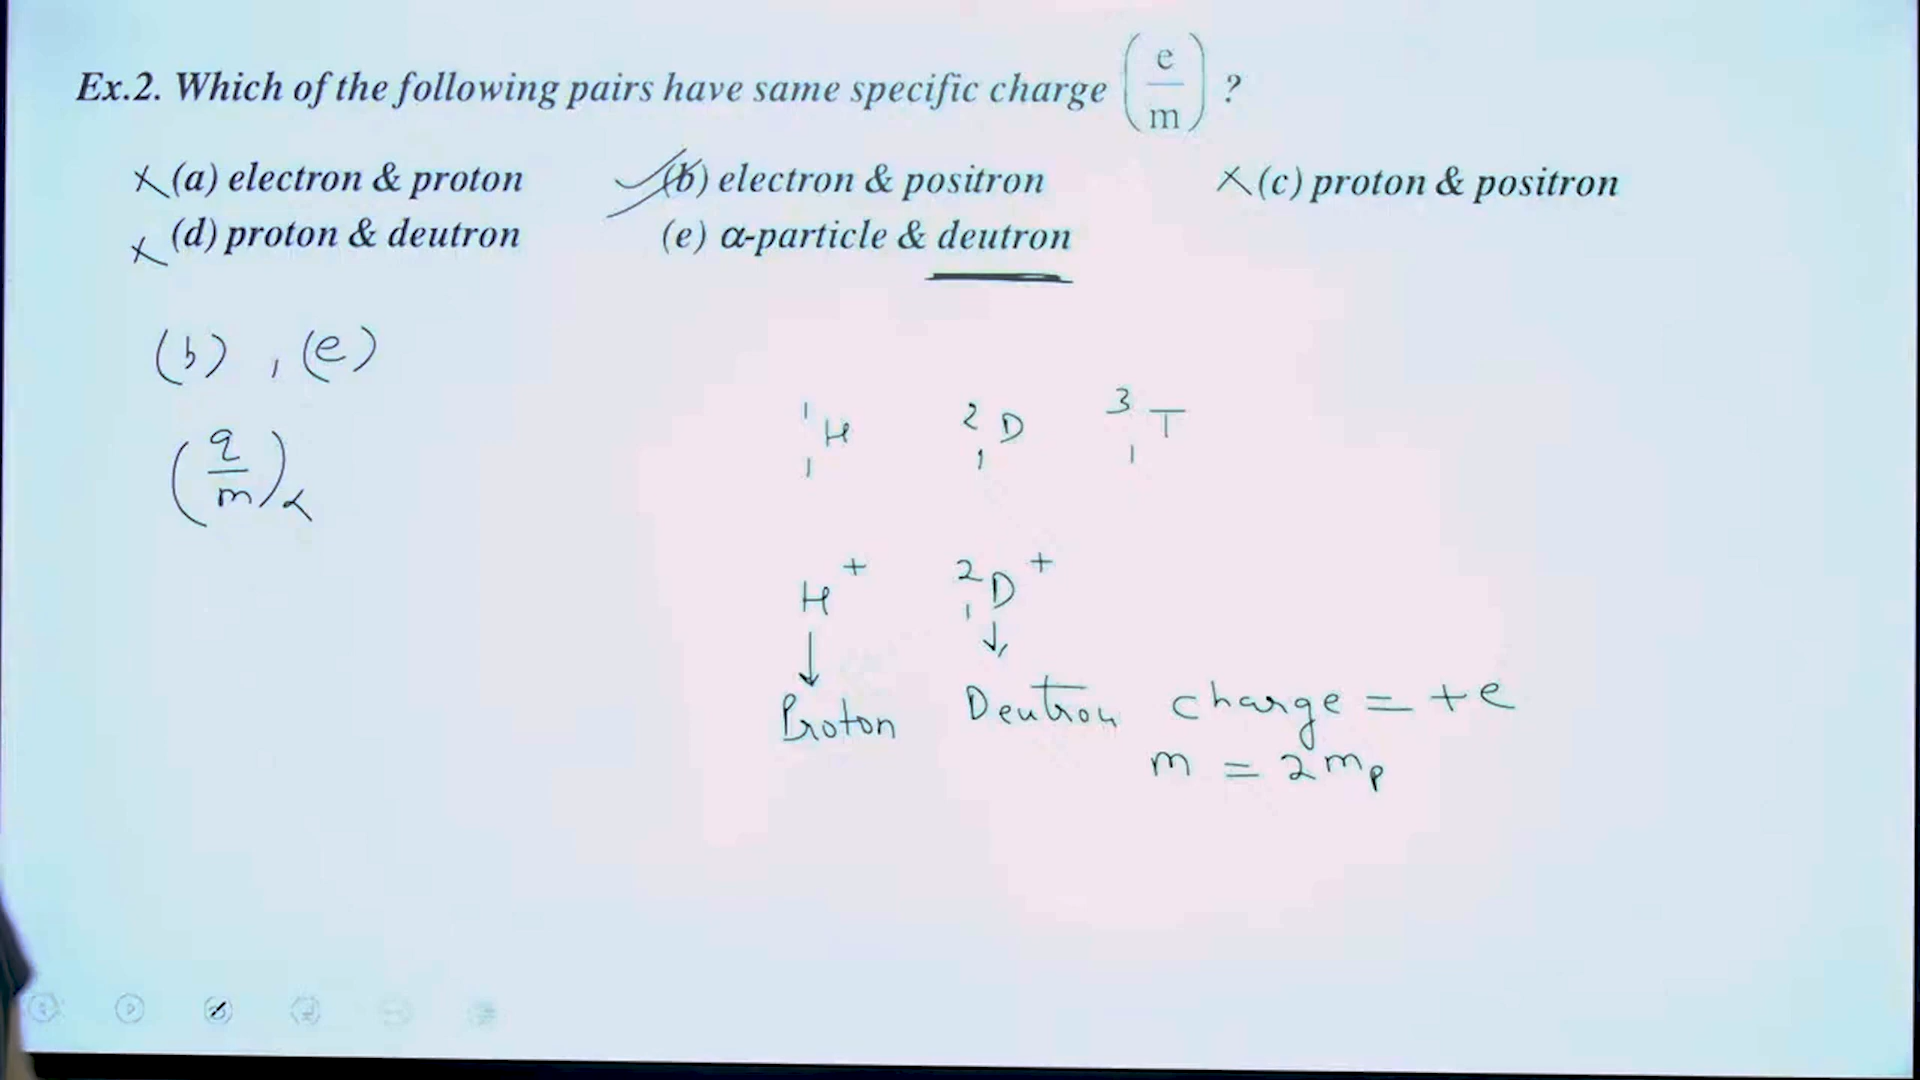 Ex.2. Which of the following pairs have same specific charge (e/m) ?
(a) electron & proton (b) electron & positron (c) proton & positron
(d) proton & deutron (e) α-particle & deutron
(b) , (e)
¹₁H ²₁D ³₁T
(q/m)α
H⁺ ²₁D⁺
↓ ↓
Proton Deutron charge = +e
m = 2mₚ